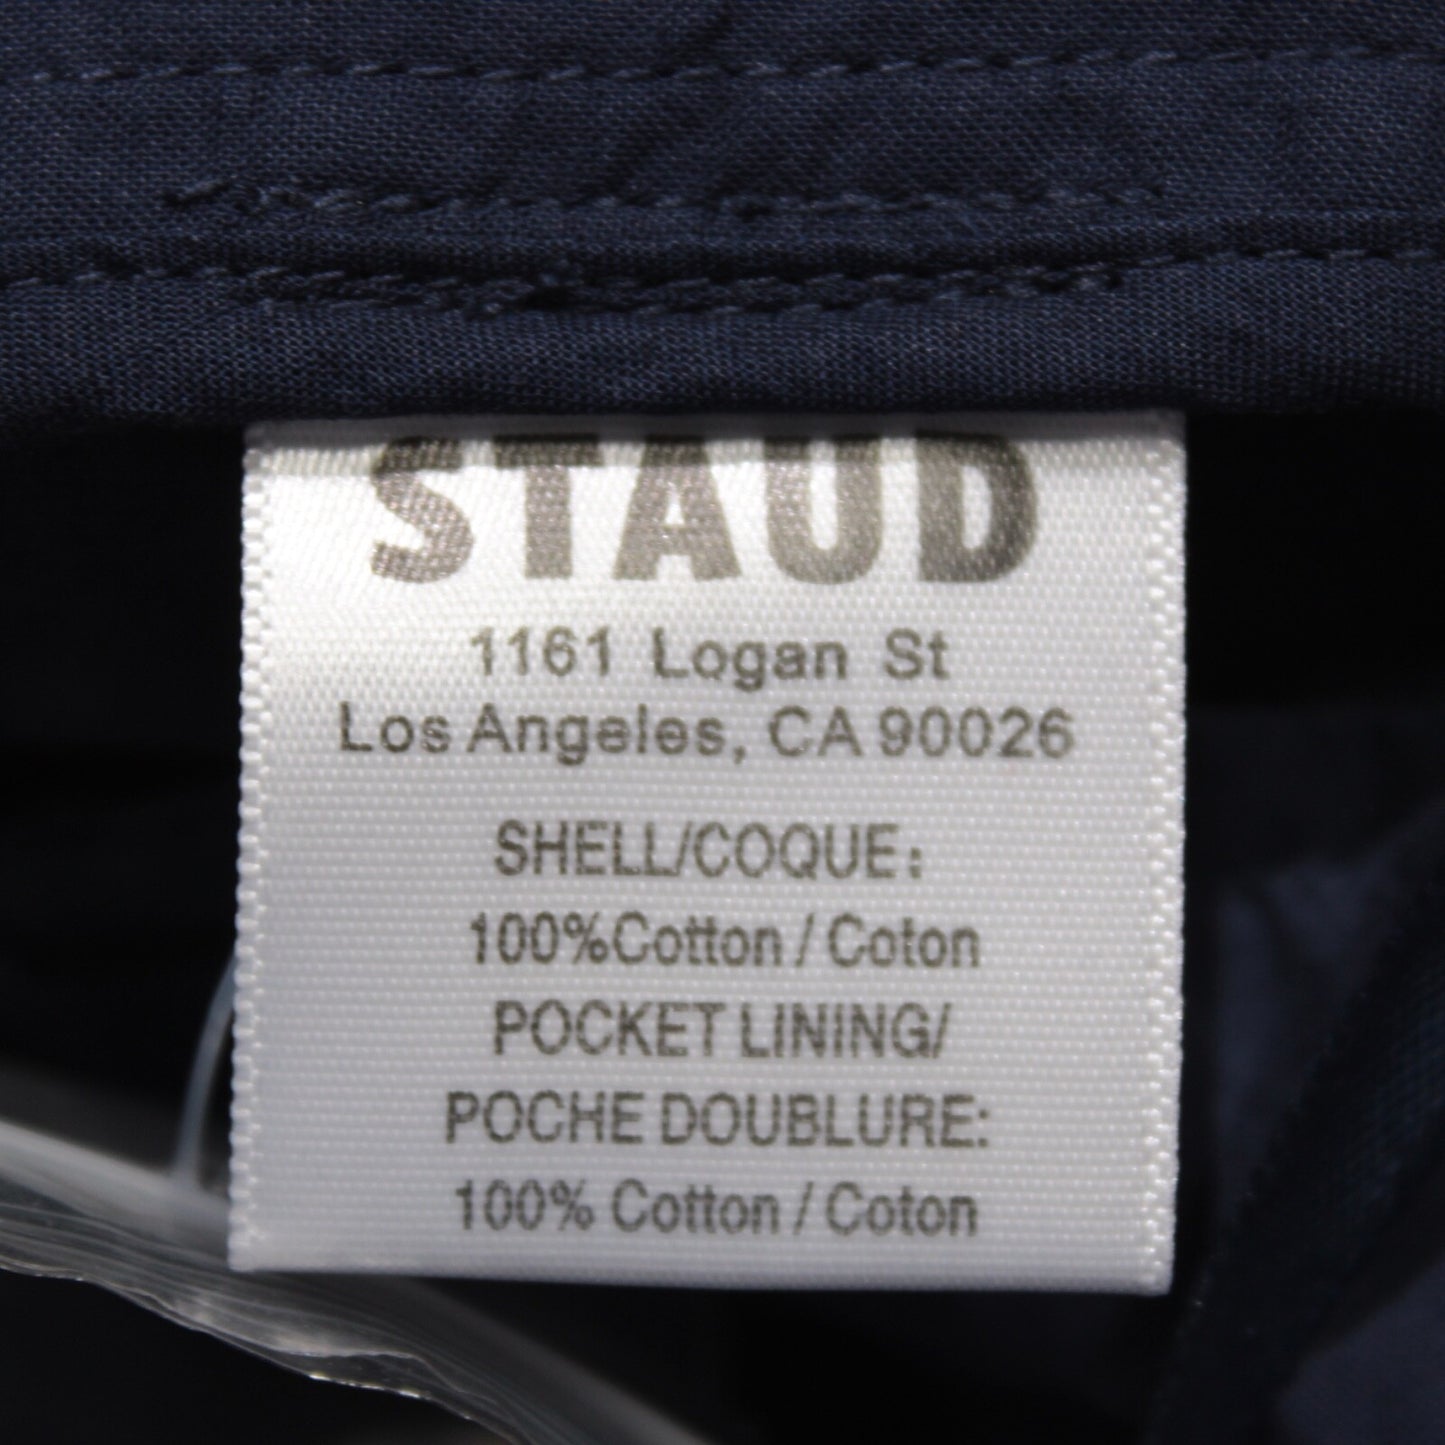 STAUD
1161 Logan St
Los Angeles, CA 90026
SHELL/COQUE:
100%Cotton / Coton
POCKET LINING/
POCHE DOUBLURE:
100% Cotton / Coton